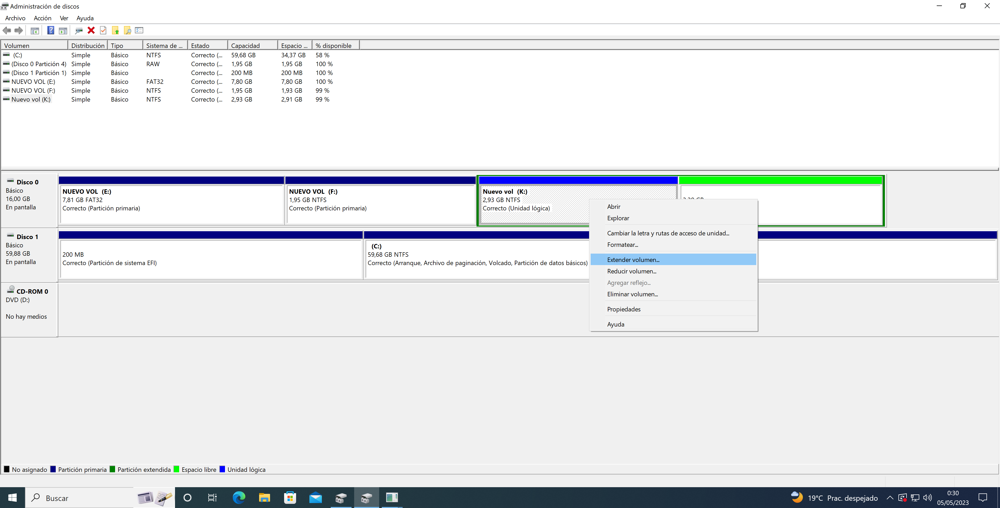 Administración de discos
Archivo Acción Ver Ayuda
Volumen Distribución Tipo Sistema de ... Estado Capacidad Espacio ... % disponible
(C:) Simple Básico NTFS Correcto (... 59,68 GB 34,37 GB 58 %
(Disco 0 Partición 4) Simple Básico RAW Correcto (... 1,95 GB 1,95 GB 100 %
(Disco 1 Partición 1) Simple Básico Correcto (... 200 MB 200 MB 100 %
NUEVO VOL (E:) Simple Básico FAT32 Correcto (... 7,80 GB 7,80 GB 100 %
NUEVO VOL (F:) Simple Básico NTFS Correcto (... 1,95 GB 1,93 GB 99 %
Nuevo vol (K:) Simple Básico NTFS Correcto (... 2,93 GB 2,91 GB 99 %
Disco 0
Básico
16,00 GB
En pantalla
NUEVO VOL (E:)
7,81 GB FAT32
Correcto (Partición primaria)
NUEVO VOL (F:)
1,95 GB NTFS
Correcto (Partición primaria)
Nuevo vol (K:)
2,93 GB NTFS
Correcto (Unidad lógica)
Abrir
Explorar
Cambiar la letra y rutas de acceso de unidad...
Formatear...
Extender volumen...
Reducir volumen...
Agregar reflejo...
Eliminar volumen...
Propiedades
Ayuda
Disco 1
Básico
59,88 GB
En pantalla
200 MB
Correcto (Partición de sistema EFI)
(C:)
59,68 GB NTFS
Correcto (Arranque, Archivo de paginación, Volcado, Partición de datos básicos)
CD-ROM 0
DVD (D:)
No hay medios
No asignado Partición primaria Partición extendida Espacio libre Unidad lógica
Buscar
19°C Prac. despejado
0:30
05/05/2023